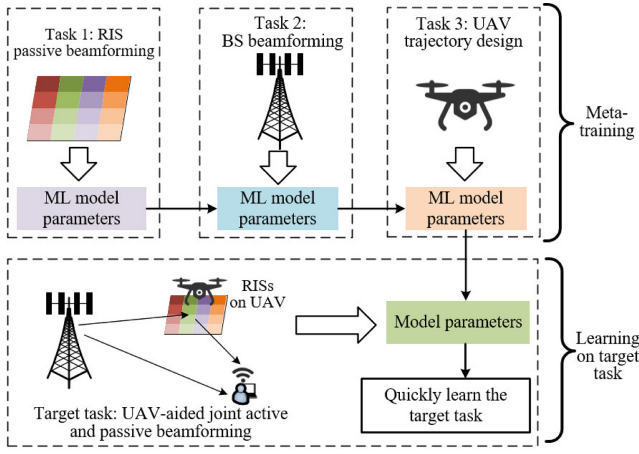 Task 1: RIS
passive beamforming
Task 2:
BS beamforming
Task 3: UAV
trajectory design
Meta-
training
ML model
parameters
ML model
parameters
ML model
parameters
RISs
on UAV
Model parameters
Learning
on target
task
Quickly learn the
target task
Target task: UAV-aided joint active
and passive beamforming